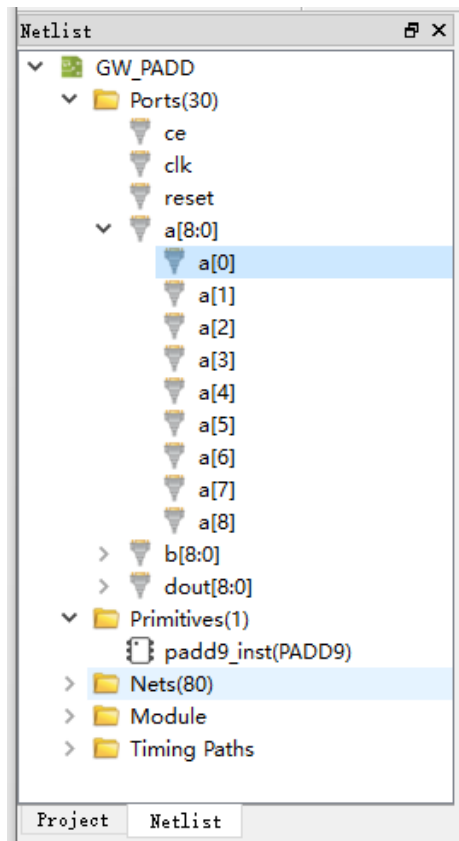 Netlist
GW_PADD
Ports(30)
ce
clk
reset
a[8:0]
a[0]
a[1]
a[2]
a[3]
a[4]
a[5]
a[6]
a[7]
a[8]
b[8:0]
dout[8:0]
Primitives(1)
padd9_inst(PADD9)
Nets(80)
Module
Timing Paths
Project Netlist